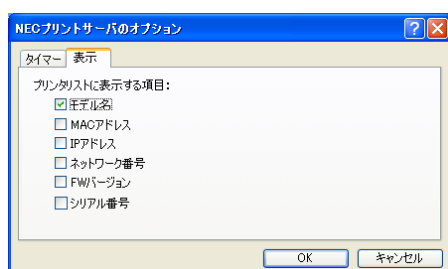 NECプリントサーバのオプション
タイマー 表示
プリンタリストに表示する項目:
モデル名
MACアドレス
IPアドレス
ネットワーク番号
FWバージョン
シリアル番号
OK キャンセル